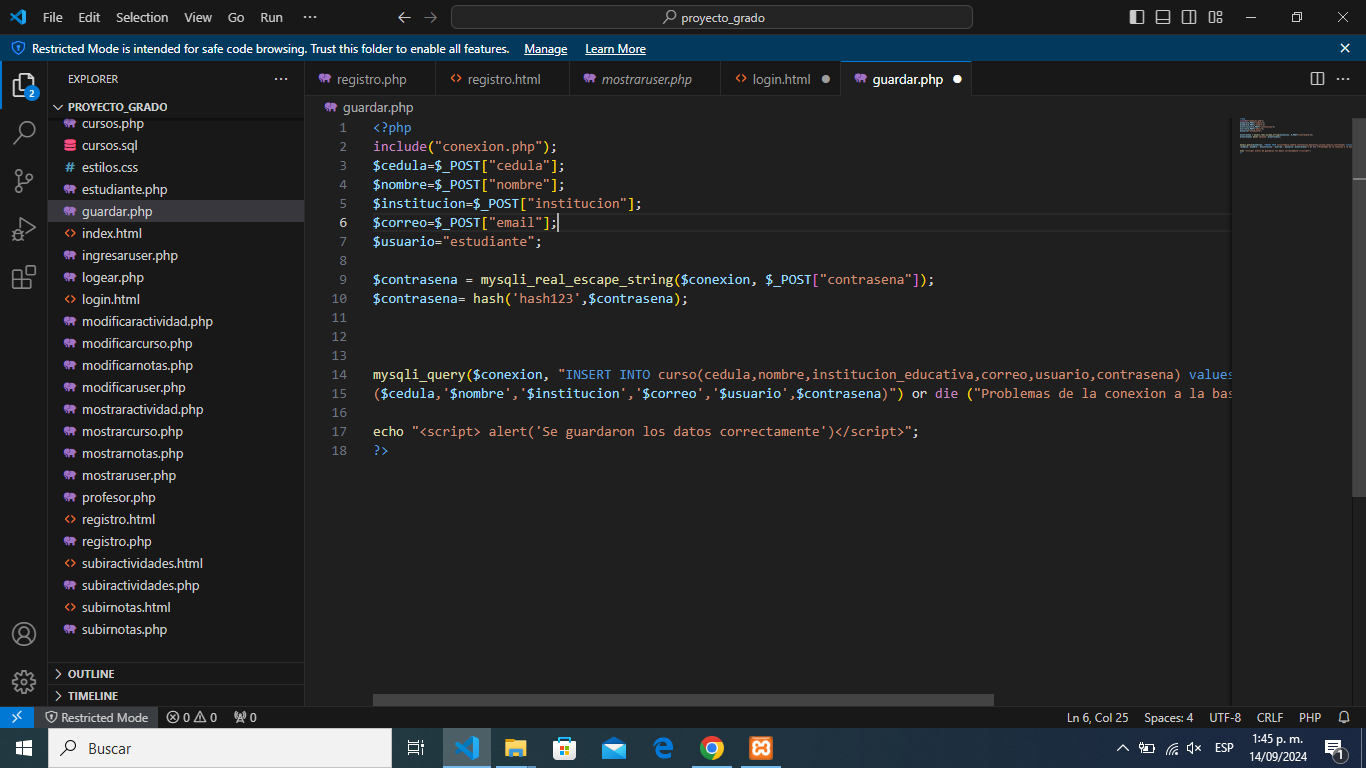 File Edit Selection View Go Run ··· proyecto_grado
Restricted Mode is intended for safe code browsing. Trust this folder to enable all features. Manage Learn More
EXPLORER ···
registro.php registro.html mostraruser.php login.html guardar.php ···
PROYECTO_GRADO
cursos.php
cursos.sql
estilos.css
estudiante.php
guardar.php
index.html
ingresaruser.php
logear.php
login.html
modificaractividad.php
modificarcurso.php
modificarnotas.php
modificaruser.php
mostraractividad.php
mostrarcurso.php
mostrarnotas.php
mostraruser.php
profesor.php
registro.html
registro.php
subiractividades.html
subiractividades.php
subirnotas.html
subirnotas.php
OUTLINE
TIMELINE
guardar.php
1 <?php
2 include("conexion.php");
3 $cedula=$_POST["cedula"];
4 $nombre=$_POST["nombre"];
5 $institucion=$_POST["institucion"];
6 $correo=$_POST["email"];
7 $usuario="estudiante";
8
9 $contrasena = mysqli_real_escape_string($conexion, $_POST["contrasena"]);
10 $contrasena= hash('hash123',$contrasena);
11
12
13
14 mysqli_query($conexion, "INSERT INTO curso(cedula,nombre,institucion_educativa,correo,usuario,contrasena) values
15 ($cedula,'$nombre','$institucion','$correo','$usuario',$contrasena)") or die ("Problemas de la conexion a la bas
16
17 echo "<script> alert('Se guardaron los datos correctamente')</script>";
18 ?>
2
Restricted Mode 0 0 0 Ln 6, Col 25 Spaces: 4 UTF-8 CRLF PHP
Buscar ESP 1:45 p. m.
14/09/2024 1